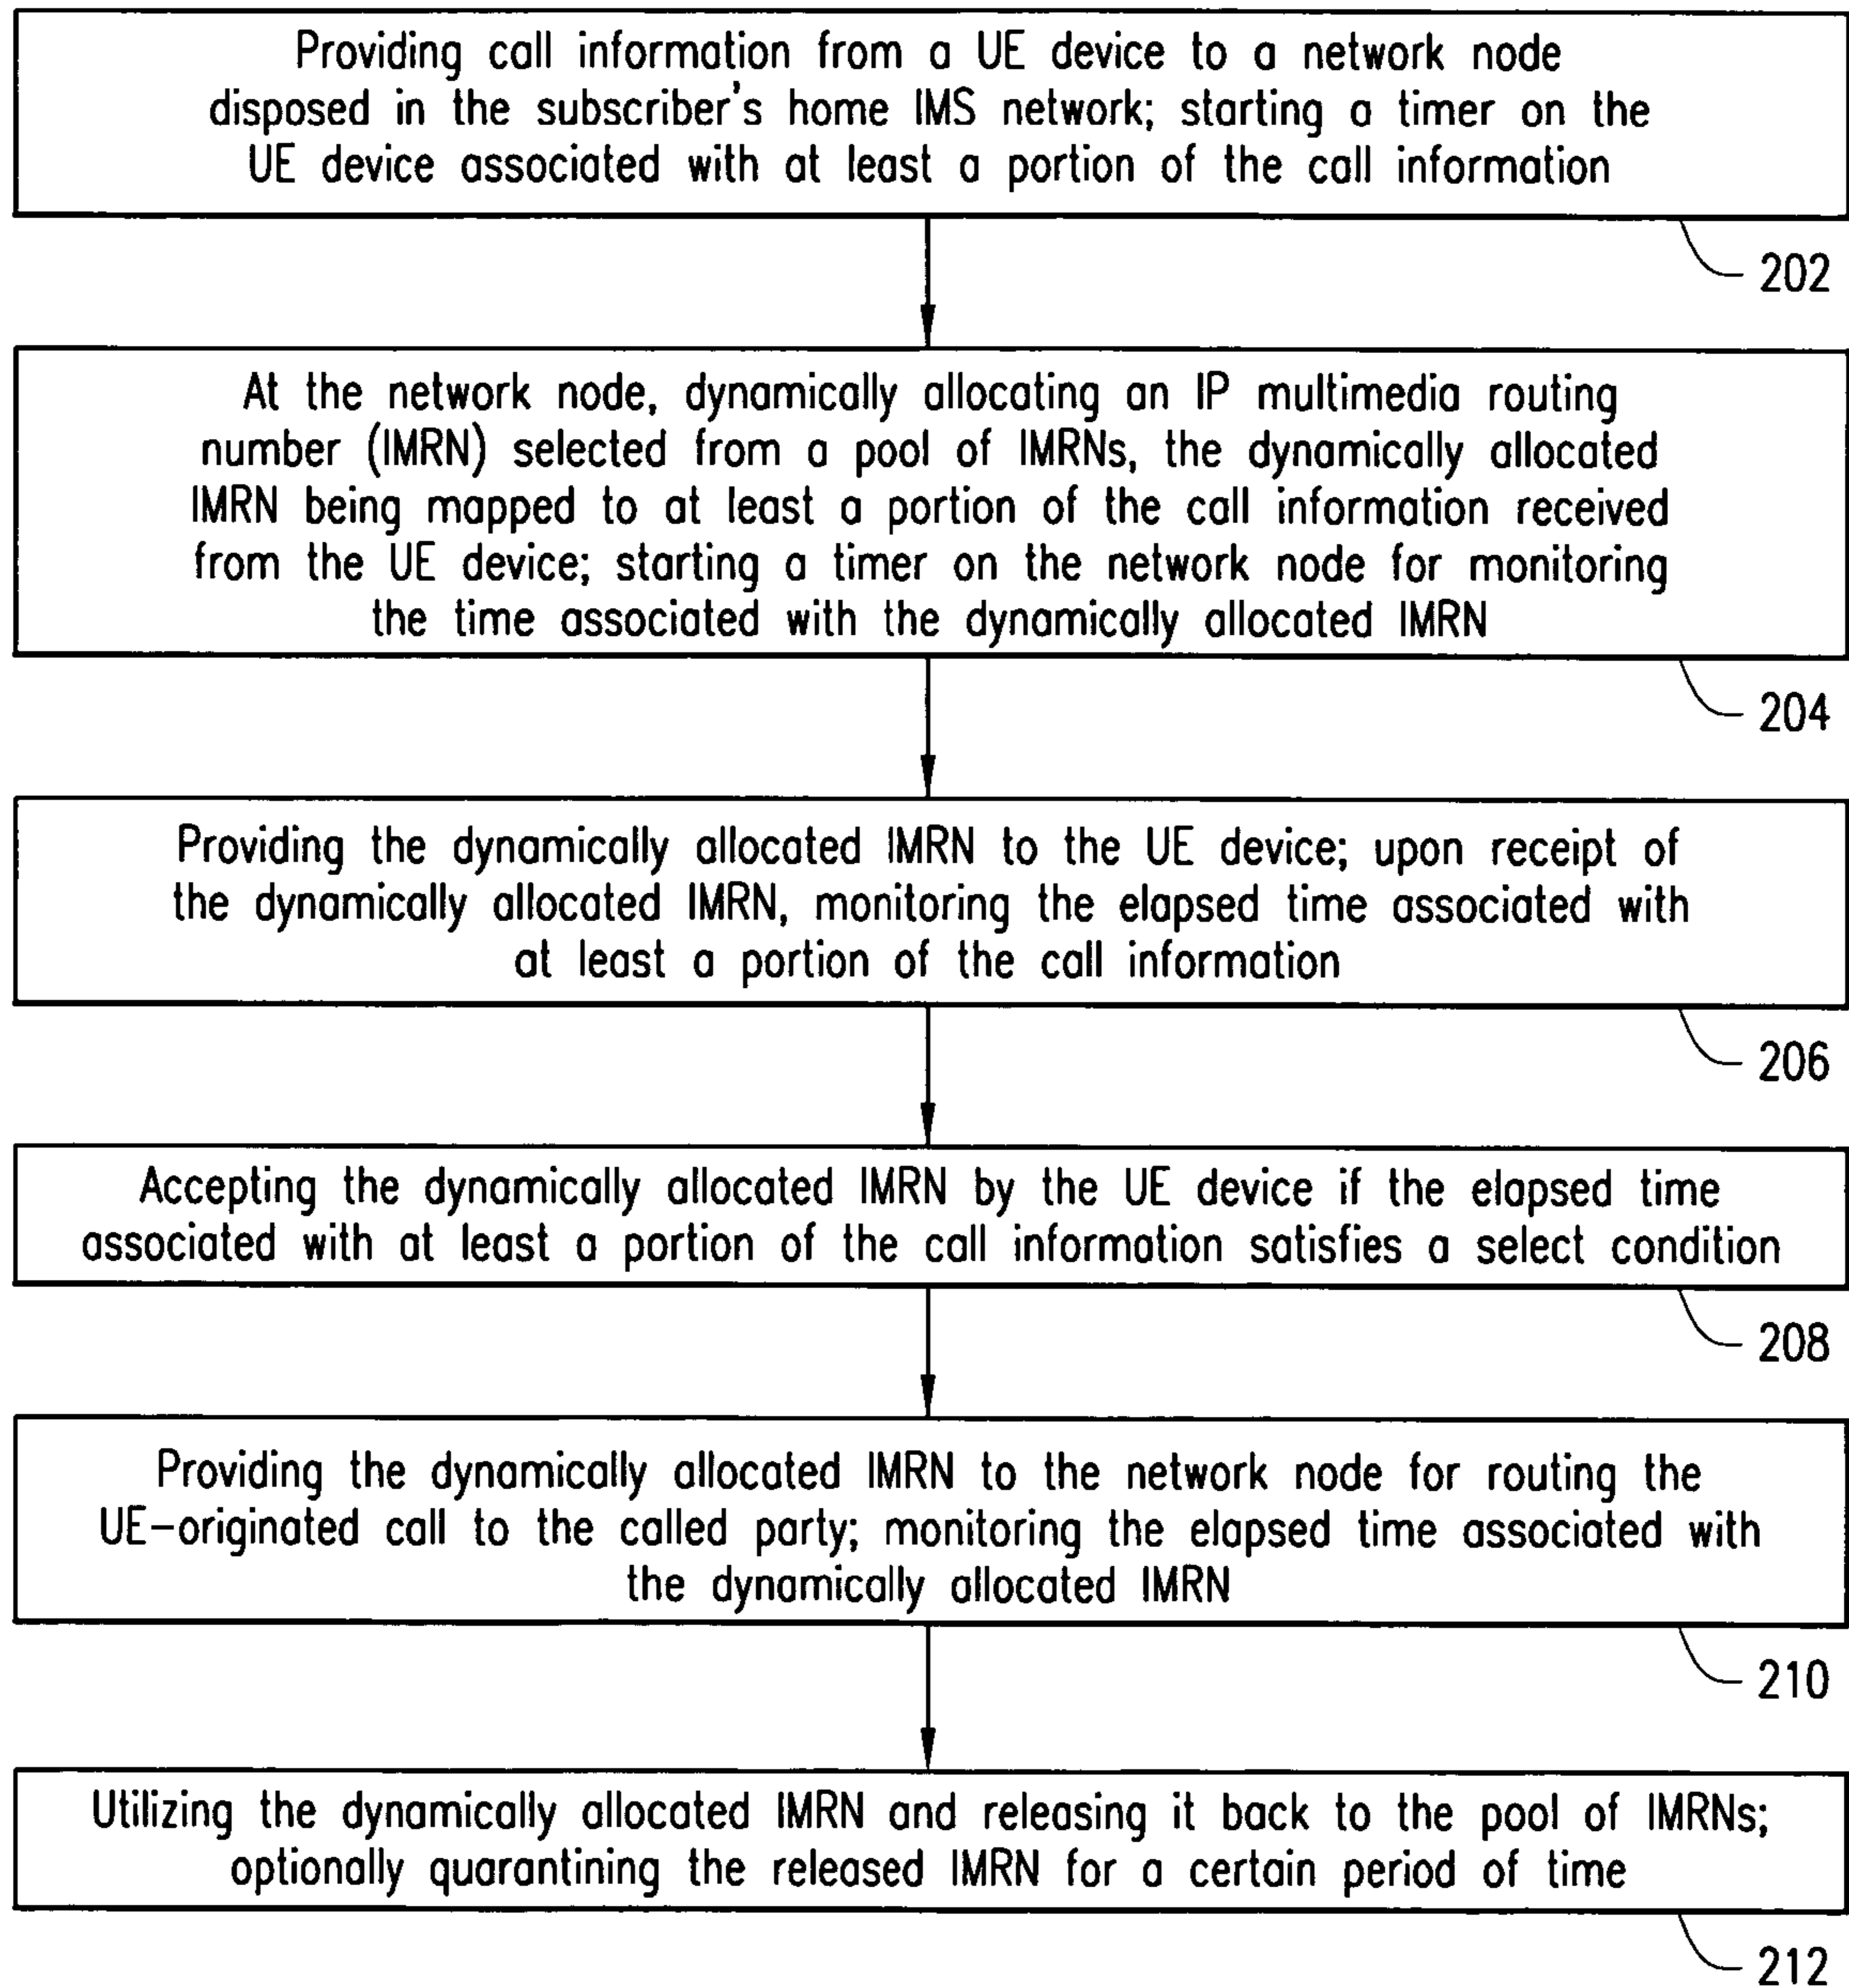 Providing call information from a UE device to a network node
disposed in the subscriber's home IMS network; starting a timer on the
UE device associated with at least a portion of the call information
202
At the network node, dynamically allocating an IP multimedia routing
number (IMRN) selected from a pool of IMRNs, the dynamically allocated
IMRN being mapped to at least a portion of the call information received
from the UE device; starting a timer on the network node for monitoring
the time associated with the dynamically allocated IMRN
204
Providing the dynamically allocated IMRN to the UE device; upon receipt of
the dynamically allocated IMRN, monitoring the elapsed time associated with
at least a portion of the call information
206
Accepting the dynamically allocated IMRN by the UE device if the elapsed time
associated with at least a portion of the call information satisfies a select condition
208
Providing the dynamically allocated IMRN to the network node for routing the
UE-originated call to the called party; monitoring the elapsed time associated with
the dynamically allocated IMRN
210
Utilizing the dynamically allocated IMRN and releasing it back to the pool of IMRNs;
optionally quarantining the released IMRN for a certain period of time
212